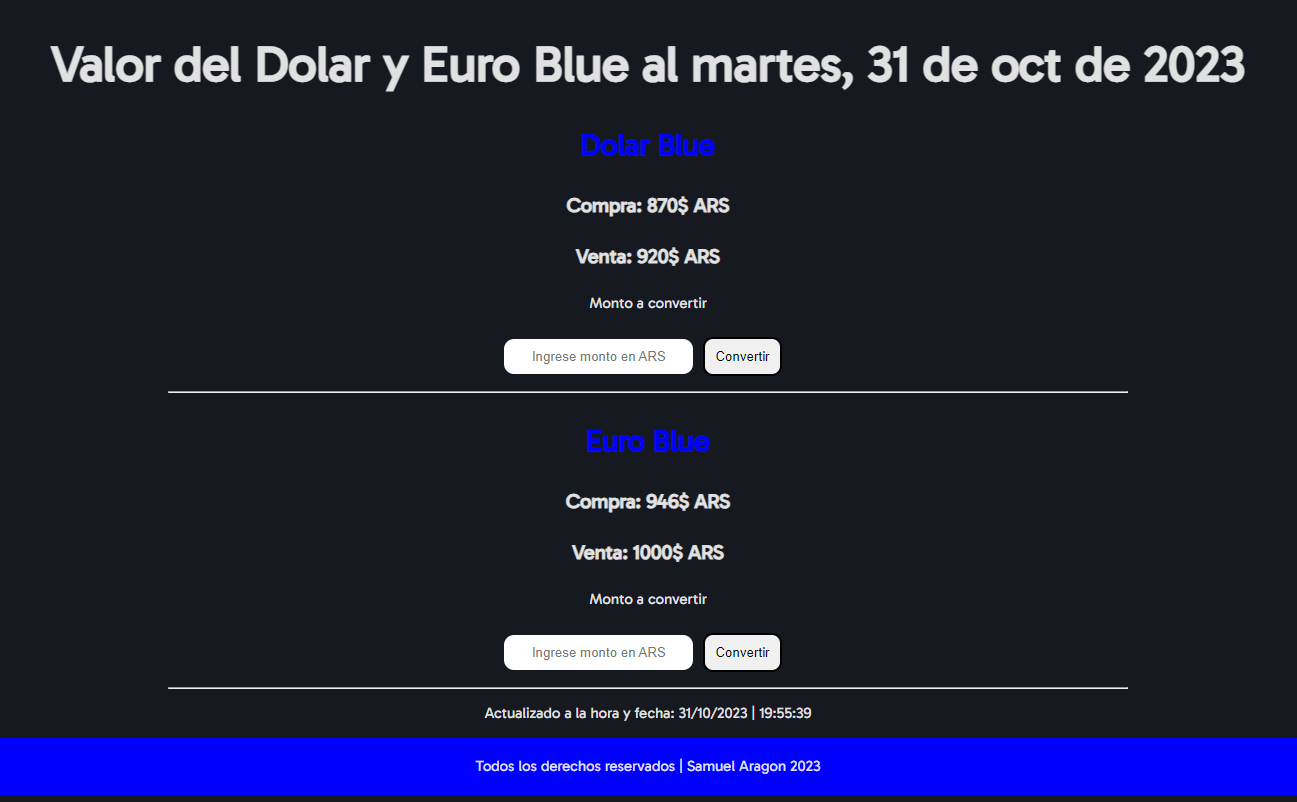 Valor del Dolar y Euro Blue al martes, 31 de oct de 2023
Dolar Blue
Compra: 870$ ARS
Venta: 920$ ARS
Monto a convertir
Ingrese monto en ARS Convertir
Euro Blue
Compra: 946$ ARS
Venta: 1000$ ARS
Monto a convertir
Ingrese monto en ARS Convertir
Actualizado a la hora y fecha: 31/10/2023 | 19:55:39
Todos los derechos reservados | Samuel Aragon 2023